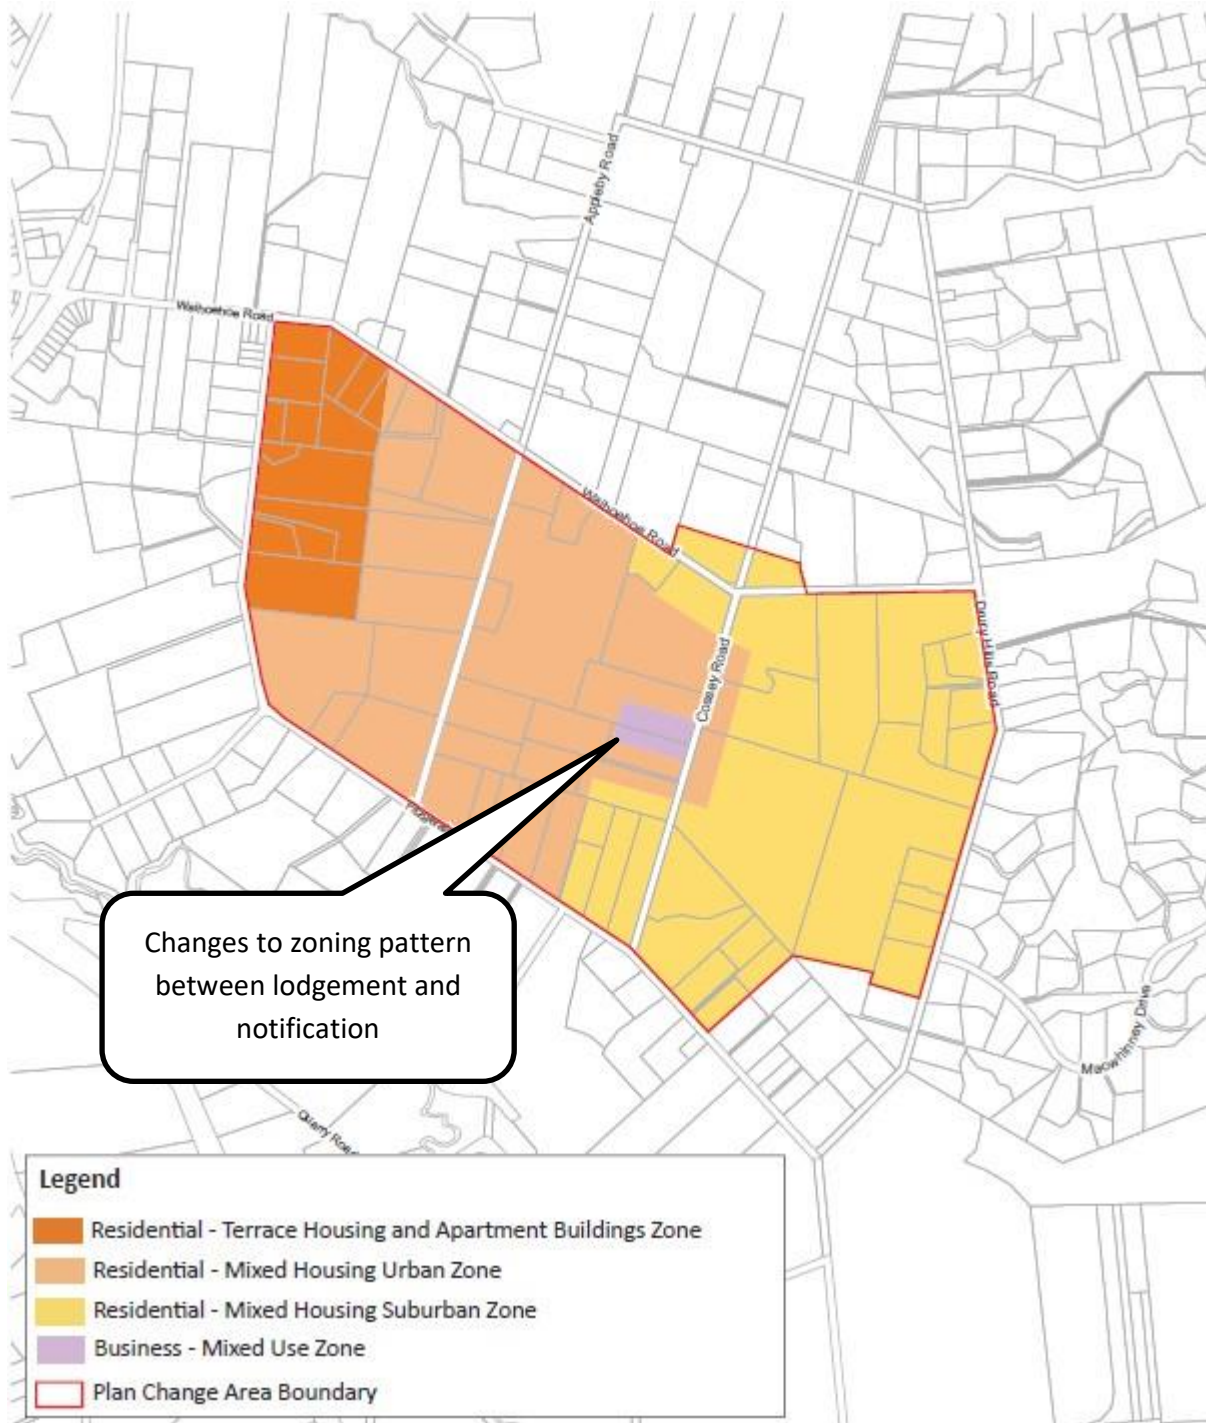 Appleby Road
Waihoehoe Road
Waihoehoe Road
Cossey Road
Drury Hills Road
Changes to zoning pattern
between lodgement and
notification
Macwhinney Drive
Quarry Road
Legend
Residential - Terrace Housing and Apartment Buildings Zone
Residential - Mixed Housing Urban Zone
Residential - Mixed Housing Suburban Zone
Business - Mixed Use Zone
Plan Change Area Boundary